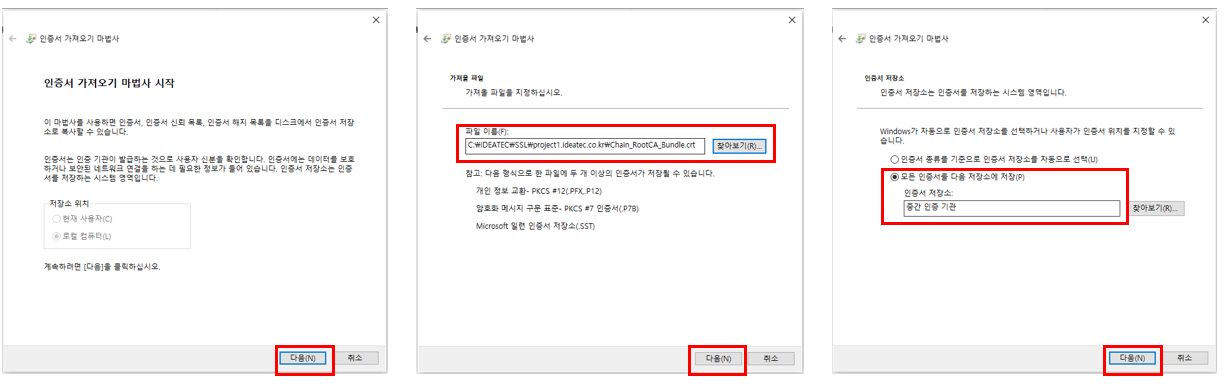 인증서 가져오기 마법사
인증서 가져오기 마법사 시작
이 마법사를 사용하면 인증서, 인증서 신뢰 목록, 인증서 해지 목록을 디스크에서 인증서 저장
소로 복사할 수 있습니다.
인증서는 인증 기관이 발급하는 것으로 사용자 신분을 확인합니다. 인증서에는 데이터를 보호
하거나 보안된 네트워크 연결을 하는 데 필요한 정보가 들어 있습니다. 인증서 저장소는 인증
서를 저장하는 시스템 영역입니다.
저장소 위치
현재 사용자(C)
로컬 컴퓨터(L)
계속하려면 [다음]을 클릭하십시오.
다음(N)
취소
인증서 가져오기 마법사
가져올 파일
가져올 파일을 지정하십시오.
파일 이름(F):
C:₩IDEATEC₩SSL₩project1.ideatec.co.kr₩Chain_RootCA_Bundle.crt
찾아보기(R)...
참고: 다음 형식으로 한 파일에 두 개 이상의 인증서가 저장될 수 있습니다.
개인 정보 교환- PKCS #12(.PFX,.P12)
암호화 메시지 구문 표준- PKCS #7 인증서(.P7B)
Microsoft 일련 인증서 저장소(.SST)
다음(N)
취소
인증서 가져오기 마법사
인증서 저장소
인증서 저장소는 인증서를 저장하는 시스템 영역입니다.
Windows가 자동으로 인증서 저장소를 선택하거나 사용자가 인증서 위치를 지정할 수 있
습니다.
인증서 종류를 기준으로 인증서 저장소를 자동으로 선택(U)
모든 인증서를 다음 저장소에 저장(P)
인증서 저장소:
중간 인증 기관
찾아보기(R)...
다음(N)
취소